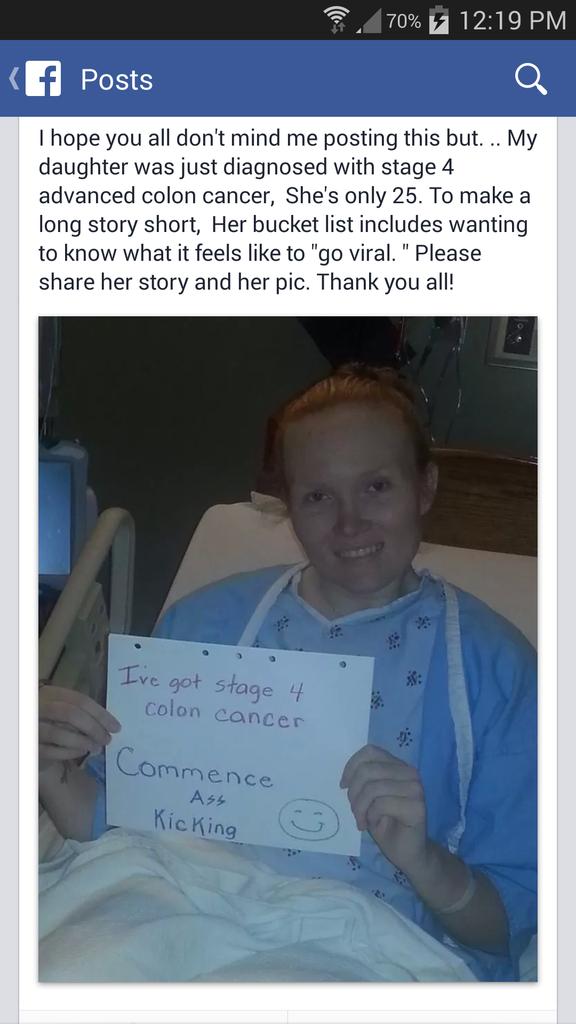 70% 12:19 PM
f Posts
I hope you all don't mind me posting this but. .. My
daughter was just diagnosed with stage 4
advanced colon cancer,  She's only 25. To make a
long story short,  Her bucket list includes wanting
to know what it feels like to "go viral. " Please
share her story and her pic. Thank you all!
I've got stage 4
colon cancer
Commence
Ass
Kicking